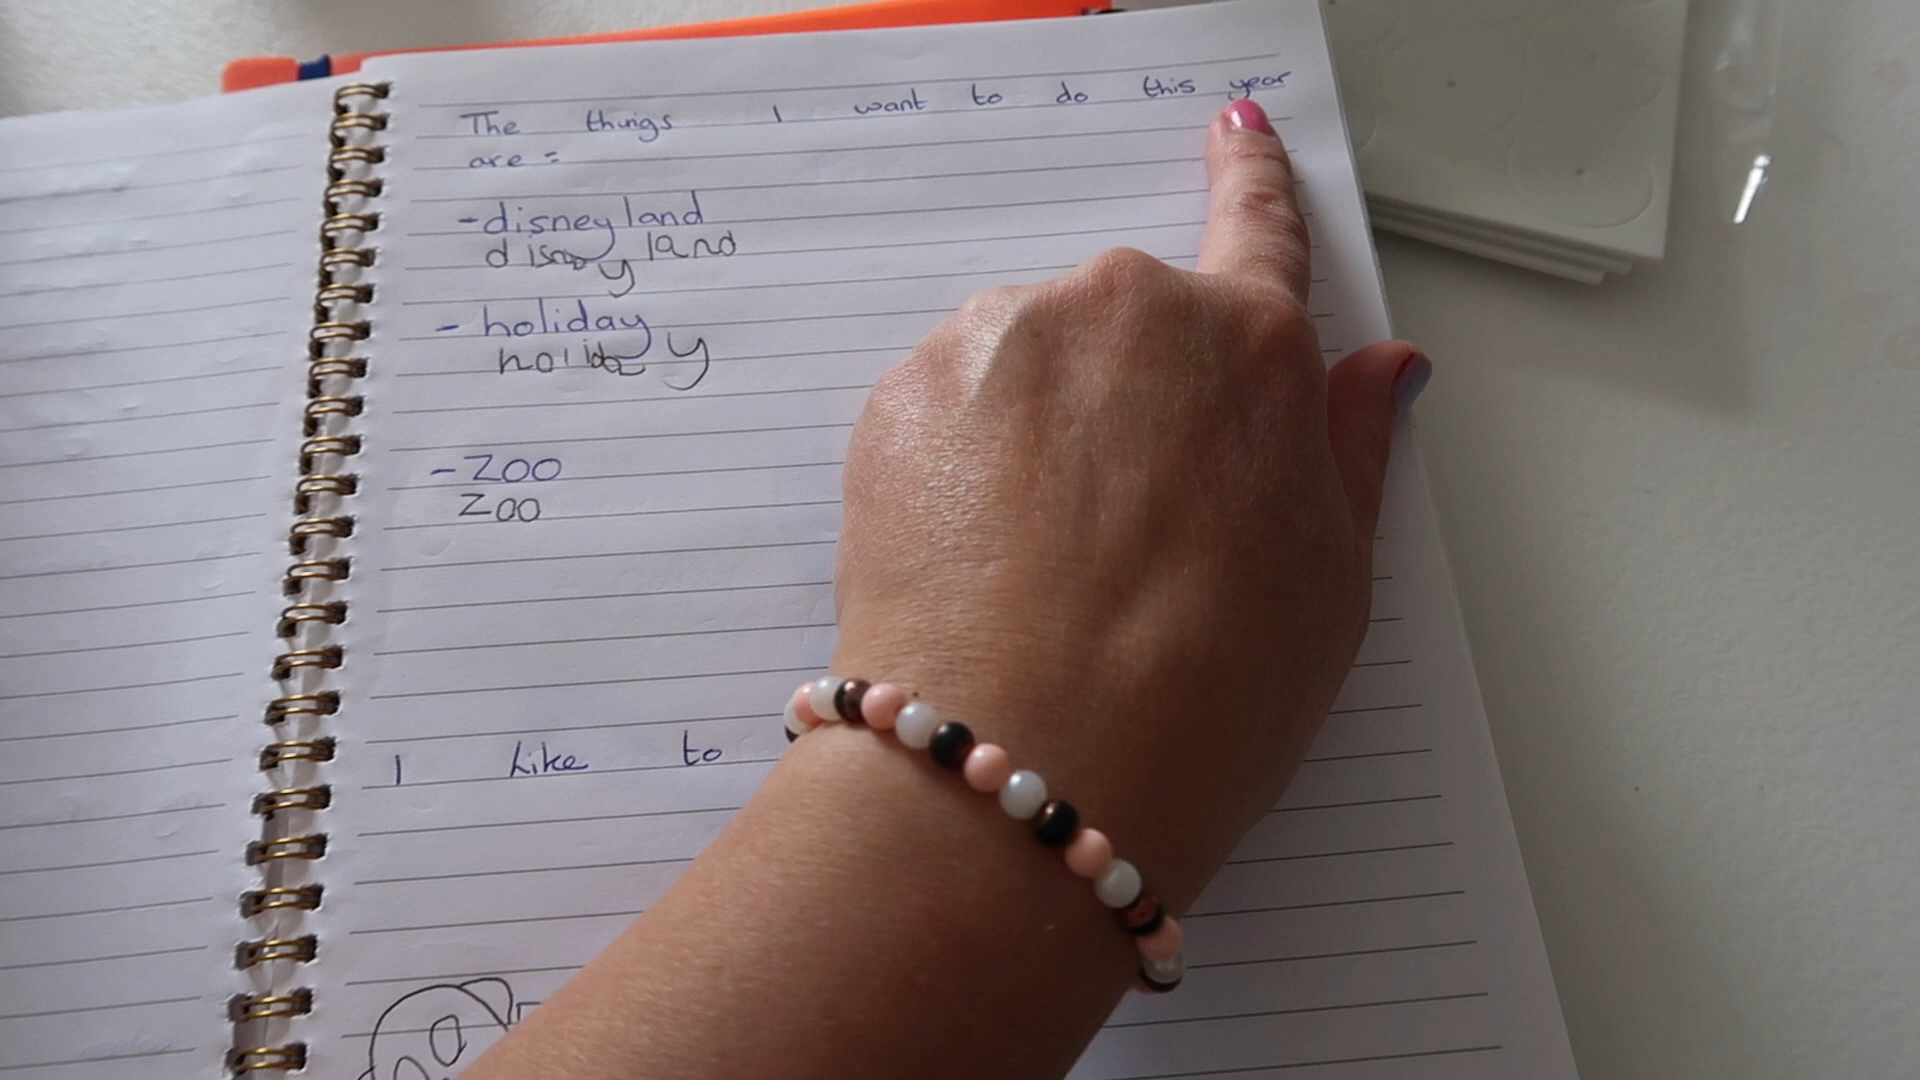 The things I want to do this year
are =
- disneyland
disney land
- holiday
holiday
- Zoo
Zoo
I Like to